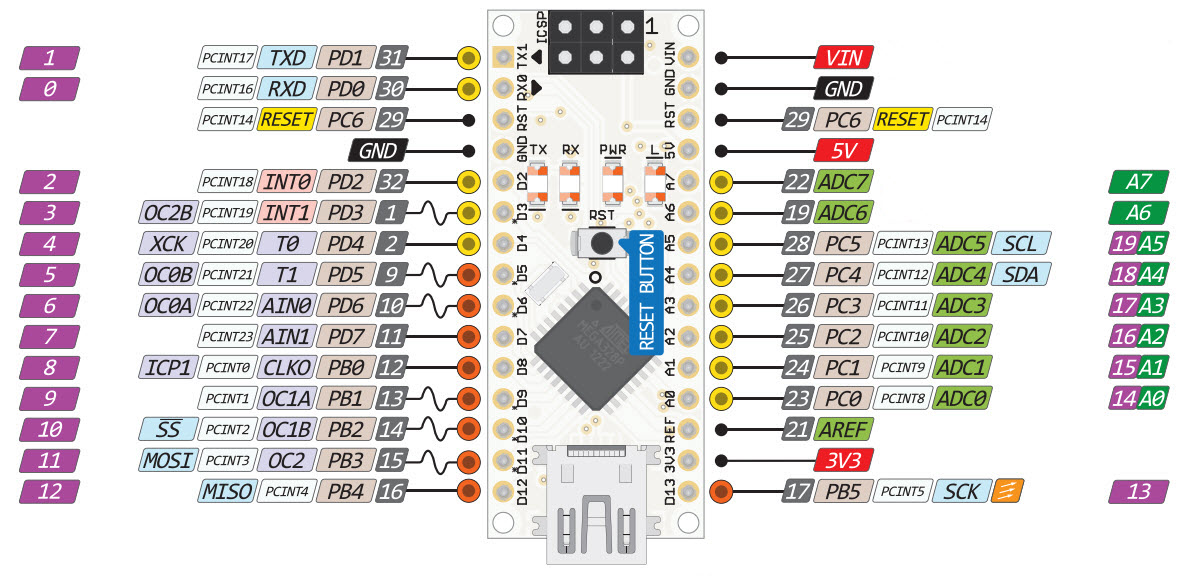 ICSP 1
1 PCINT17 TXD PD1 31 TX1 VIN VIN
0 PCINT16 RXD PD0 30 RX0 GND GND
PCINT14 RESET PC6 29 RST RST 29 PC6 RESET PCINT14
GND GND 5V 5V
TX RX PWR L
2 PCINT18 INT0 PD2 32 D2 A7 22 ADC7 A7
3 OC2B PCINT19 INT1 PD3 1 D3 A6 19 ADC6 A6
RST
4 XCK PCINT20 T0 PD4 2 D4 A5 28 PC5 PCINT13 ADC5 SCL 19 A5
RESET BUTTON
5 OC0B PCINT21 T1 PD5 9 D5 A4 27 PC4 PCINT12 ADC4 SDA 18 A4
6 OC0A PCINT22 AIN0 PD6 10 D6 A3 26 PC3 PCINT11 ADC3 17 A3
7 PCINT23 AIN1 PD7 11 D7 A2 25 PC2 PCINT10 ADC2 16 A2
AU 1222
8 ICP1 PCINT0 CLKO PB0 12 D8 A1 24 PC1 PCINT9 ADC1 15 A1
9 PCINT1 OC1A PB1 13 D9 A0 23 PC0 PCINT8 ADC0 14 A0
10 SS PCINT2 OC1B PB2 14 D10 REF 21 AREF
11 MOSI PCINT3 OC2 PB3 15 D11 3V3 3V3
12 MISO PCINT4 PB4 16 D12 D13 17 PB5 PCINT5 SCK 13